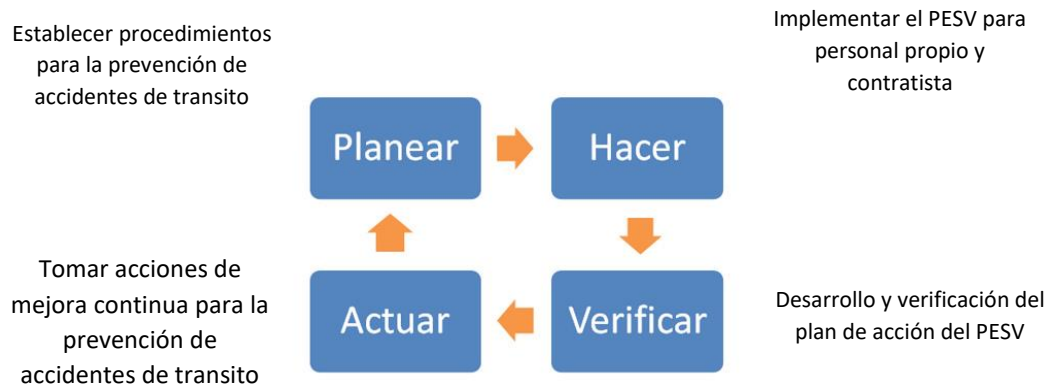 Establecer procedimientos
para la prevención de
accidentes de transito
Implementar el PESV para
personal propio y
contratista
Planear
Hacer
Tomar acciones de
mejora continua para la
prevención de
accidentes de transito
Actuar
Verificar
Desarrollo y verificación del
plan de acción del PESV